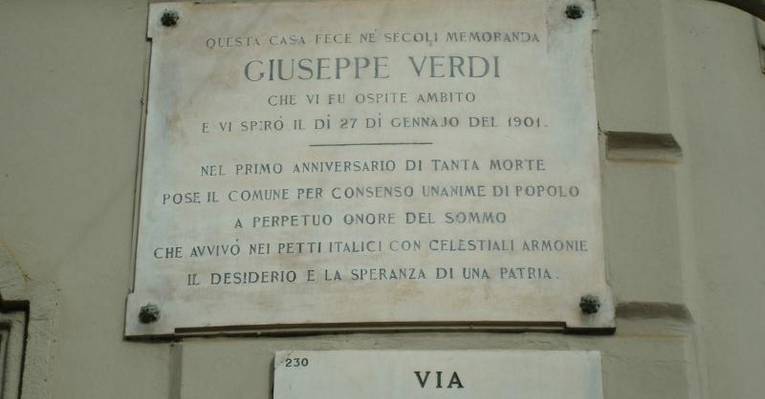 QUESTA CASA FECE NE' SECOLI MEMORANDA
GIUSEPPE VERDI
CHE VI FU OSPITE AMBITO
E VI SPIRÒ IL DÌ 27 DI GENNAJO DEL 1901.
NEL PRIMO ANNIVERSARIO DI TANTA MORTE
POSE IL COMUNE PER CONSENSO UNANIME DI POPOLO
A PERPETUO ONORE DEL SOMMO
CHE AVVIVÒ NEI PETTI ITALICI CON CELESTIALI ARMONIE
IL DESIDERIO E LA SPERANZA DI UNA PATRIA.
230
VIA